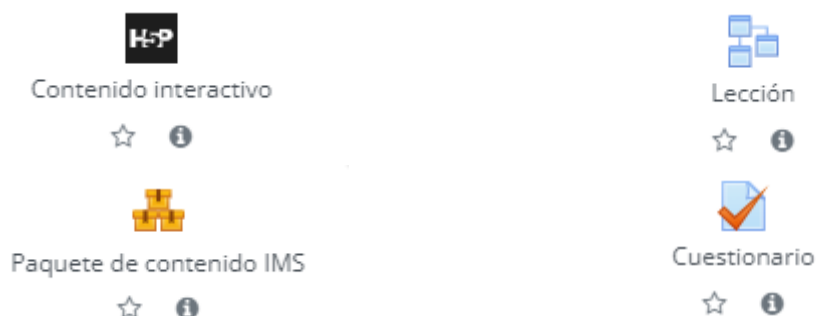 H5P
Contenido interactivo
Lección
Paquete de contenido IMS
Cuestionario